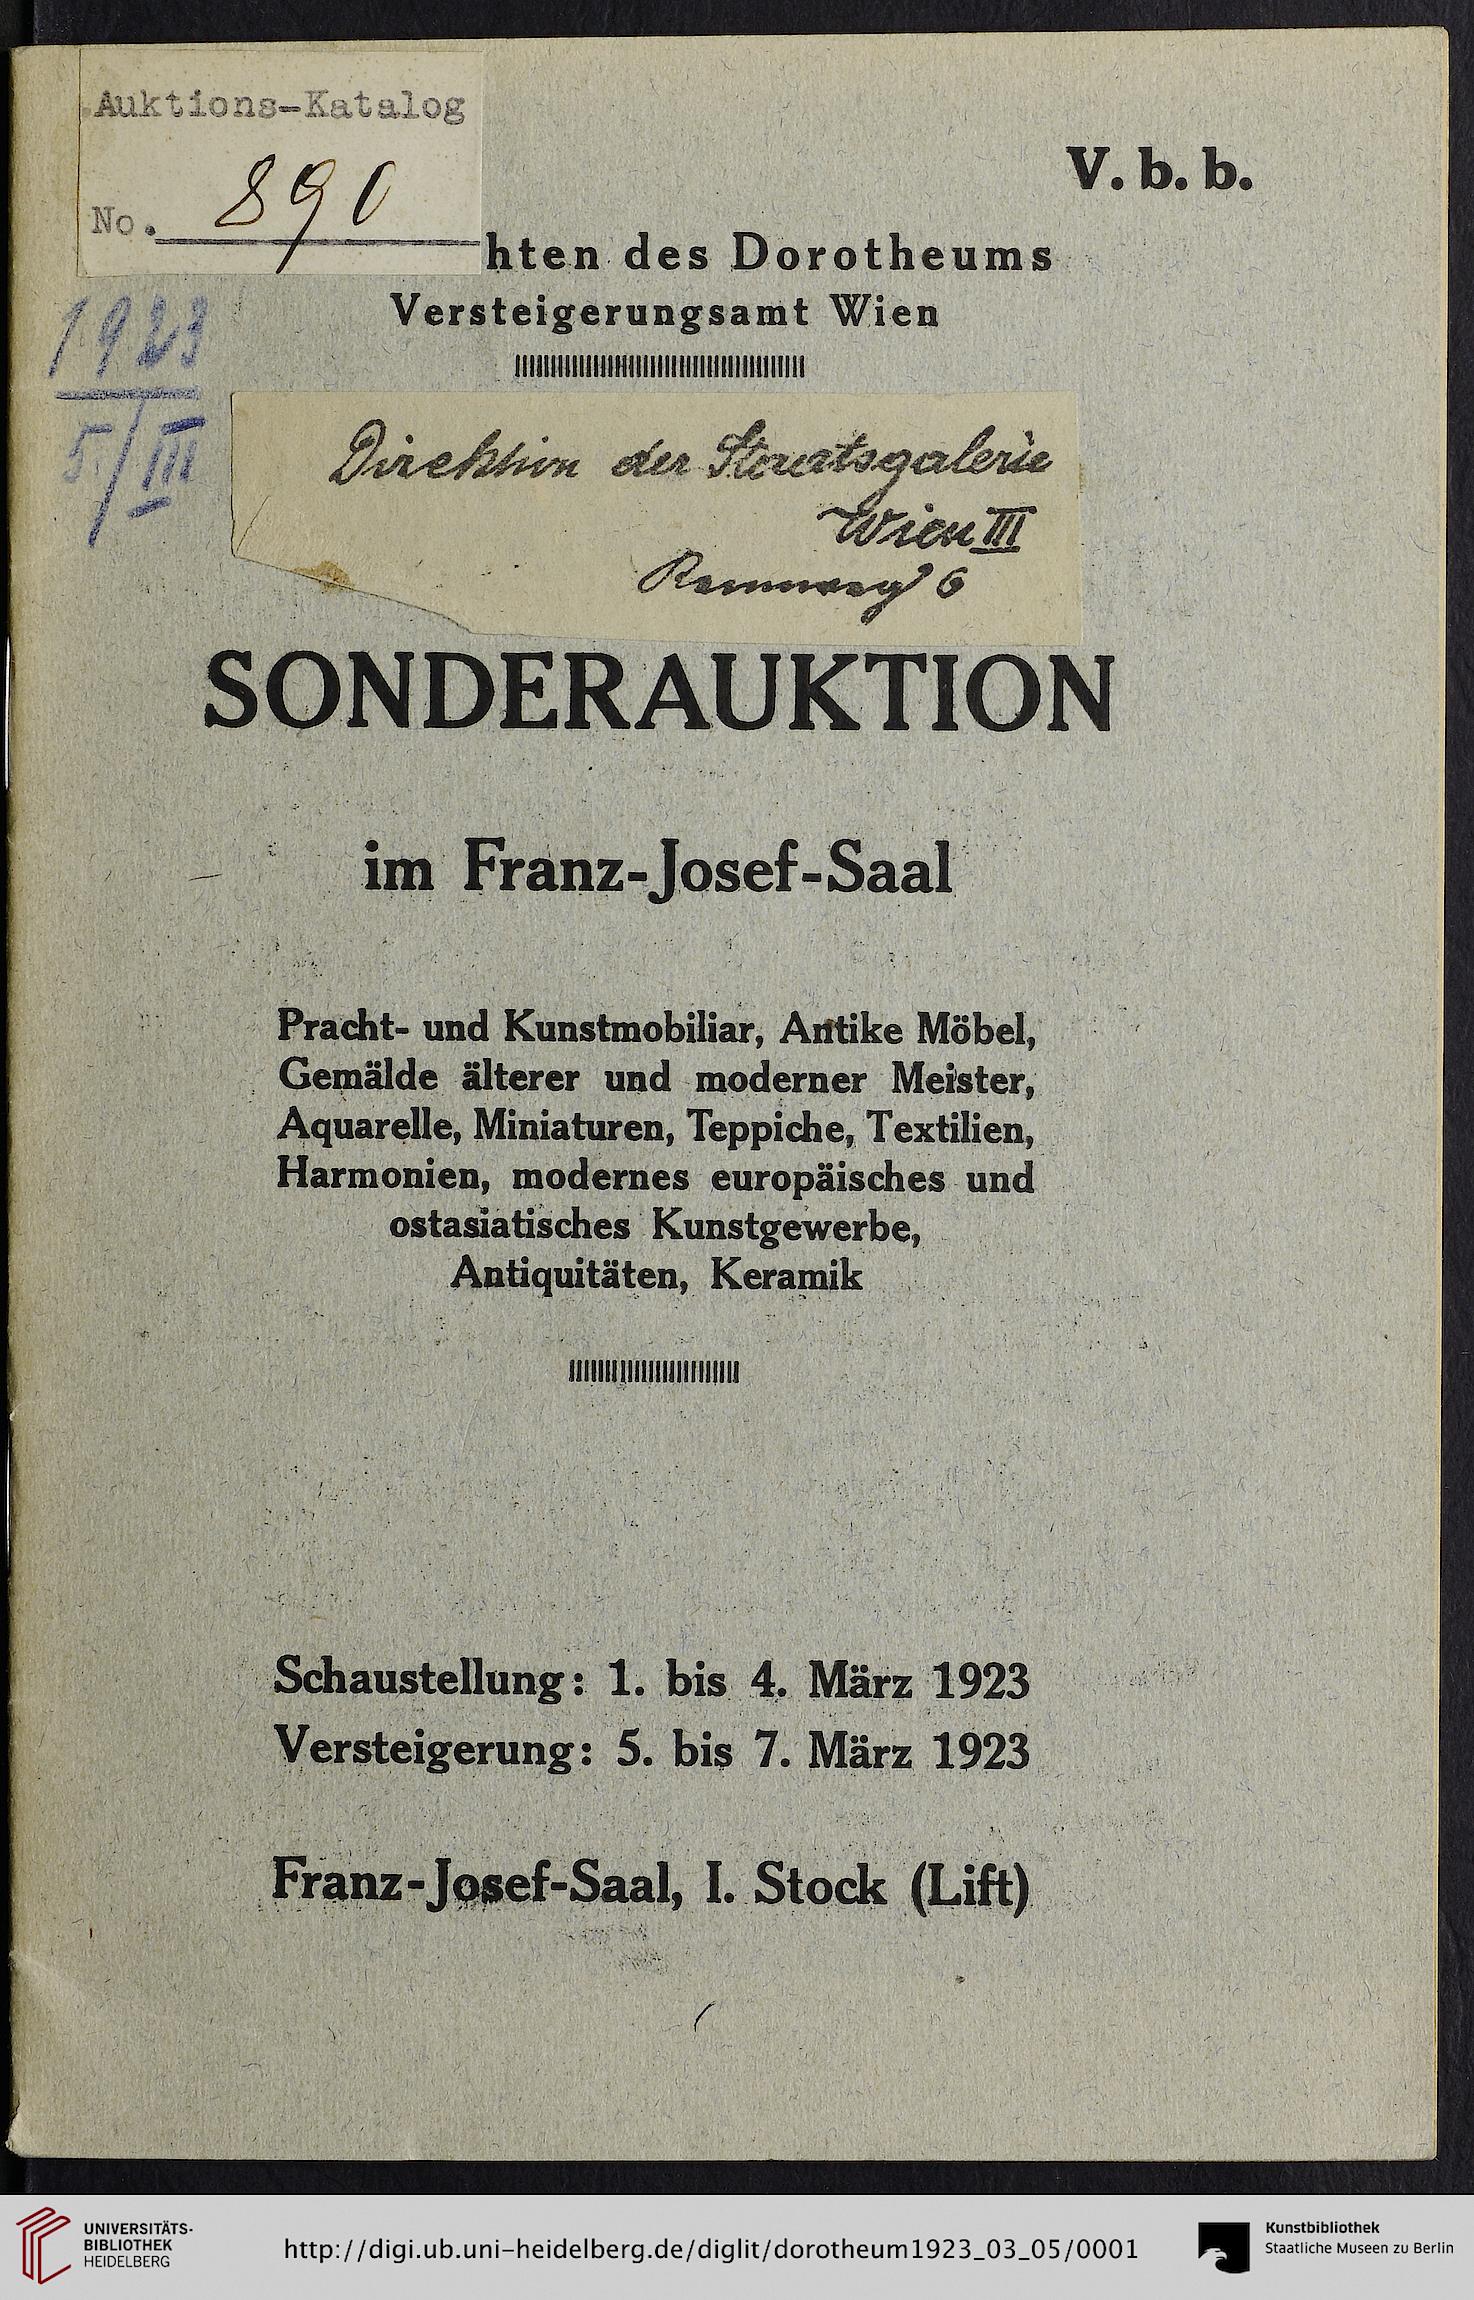 Auktions-Katalog
No. 890
V. b. b.
hten des Dorotheums
Versteigerungsamt Wien
1923
5/III
Direktion der Staatsgalerie
Wien III
Rennweg 6
SONDERAUKTION
im Franz-Josef-Saal
Pracht- und Kunstmobiliar, Antike Möbel,
Gemälde älterer und moderner Meister,
Aquarelle, Miniaturen, Teppiche, Textilien,
Harmonien, modernes europäisches und
ostasiatisches Kunstgewerbe,
Antiquitäten, Keramik
Schaustellung: 1. bis 4. März 1923
Versteigerung: 5. bis 7. März 1923
Franz-Josef-Saal, I. Stock (Lift)
UNIVERSITÄTS-
BIBLIOTHEK
HEIDELBERG
http://digi.ub.uni-heidelberg.de/diglit/dorotheum1923_03_05/0001
Kunstbibliothek
Staatliche Museen zu Berlin